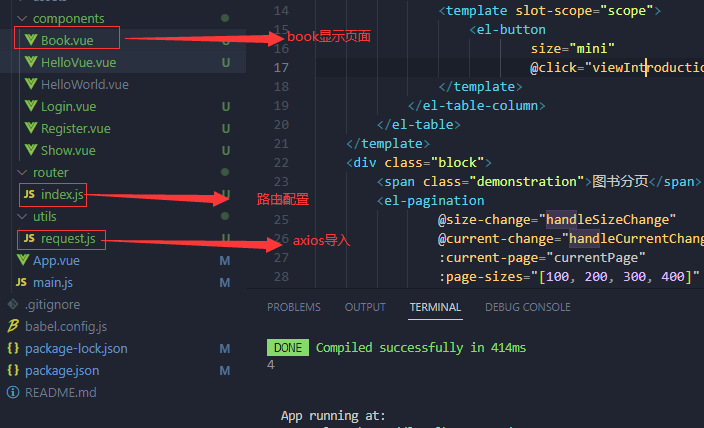 assets
components
Book.vue
U
book显示页面
HelloVue.vue
U
HelloWorld.vue
Login.vue
U
Register.vue
U
Show.vue
U
router
index.js
U
路由配置
utils
request.js
U
axios导入
App.vue
M
main.js
M
.gitignore
babel.config.js
package-lock.json
M
package.json
M
README.md
14 <template slot-scope="scope">
15 <el-button
16 size="mini"
17 @click="viewIntroduction
18 </template>
19 </el-table-column>
20 </el-table>
21 </template>
22 <div class="block">
23 <span class="demonstration">图书分页</span>
<el-pagination
25 @size-change="handleSizeChange"
@current-change="handleCurrentChang
27 :current-page="currentPage"
28 :page-sizes="[100, 200, 300, 400]"
PROBLEMS OUTPUT TERMINAL DEBUG CONSOLE
DONE Compiled successfully in 414ms
4
App running at: